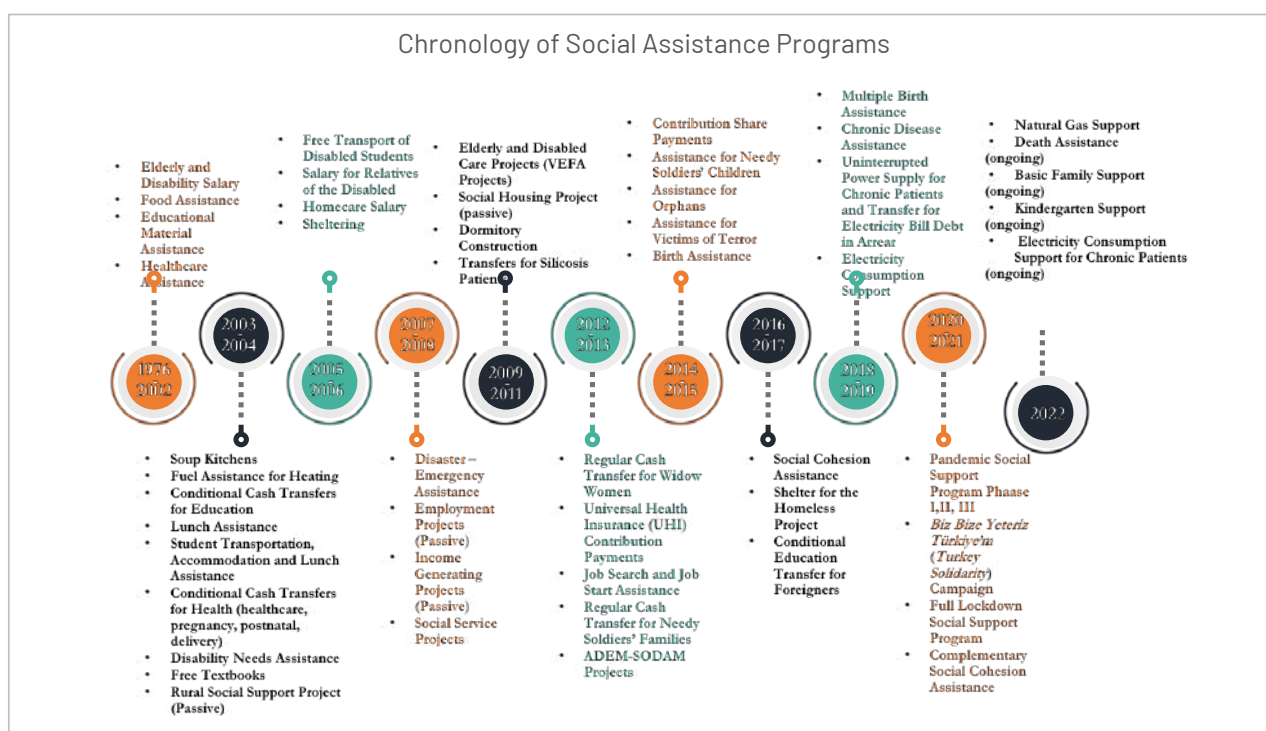 Chronology of Social Assistance Programs
• Elderly and
Disability Salary
• Food Assistance
• Educational
Material
Assistance
• Healthcare
Assistance
1976
-
2002
2003
-
2004
• Soup Kitchens
• Fuel Assistance for Heating
• Conditional Cash Transfers
for Education
• Lunch Assistance
• Student Transportation,
Accommodation and Lunch
Assistance
• Conditional Cash Transfers
for Health (healthcare,
pregnancy, postnatal,
delivery)
• Disability Needs Assistance
• Free Textbooks
• Rural Social Support Project
(Passive)
• Free Transport of
Disabled Students
• Salary for Relatives
of the Disabled
• Homecare Salary
• Sheltering
2005
-
2006
2007
-
2008
• Disaster –
Emergency
Assistance
• Employment
Projects
(Passive)
• Income
Generating
Projects
(Passive)
• Social Service
Projects
• Elderly and Disabled
Care Projects (VEFA
Projects)
• Social Housing Project
(passive)
• Dormitory
Construction
• Transfers for Silicosis
Patients
2009
-
2011
2012
-
2013
• Regular Cash
Transfer for Widow
Women
• Universal Health
Insurance (UHI)
Contribution
Payments
• Job Search and Job
Start Assistance
• Regular Cash
Transfer for Needy
Soldiers' Families
• ADEM-SODAM
Projects
• Contribution Share
Payments
• Assistance for Needy
Soldiers' Children
• Assistance for
Orphans
• Assistance for
Victims of Terror
• Birth Assistance
2014
-
2015
2016
-
2017
• Social Cohesion
Assistance
• Shelter for the
Homeless
Project
• Conditional
Education
Transfer for
Foreigners
• Multiple Birth
Assistance
• Chronic Disease
Assistance
• Uninterrupted
Power Supply for
Chronic Patients
and Transfer for
Electricity Bill Debt
in Arrear
• Electricity
Consumption
Support
2018
-
2019
2020
-
2021
• Pandemic Social
Support
Program Phaase
I,II, III
• Biz Bize Yeteriz
Türkiye'm
(Turkey
Solidarity)
Campaign
• Full Lockdown
Social Support
Program
• Complementary
Social Cohesion
Assistance
• Natural Gas Support
• Death Assistance
(ongoing)
• Basic Family Support
(ongoing)
• Kindergarten Support
(ongoing)
• Electricity Consumption
Support for Chronic Patients
(ongoing)
2022